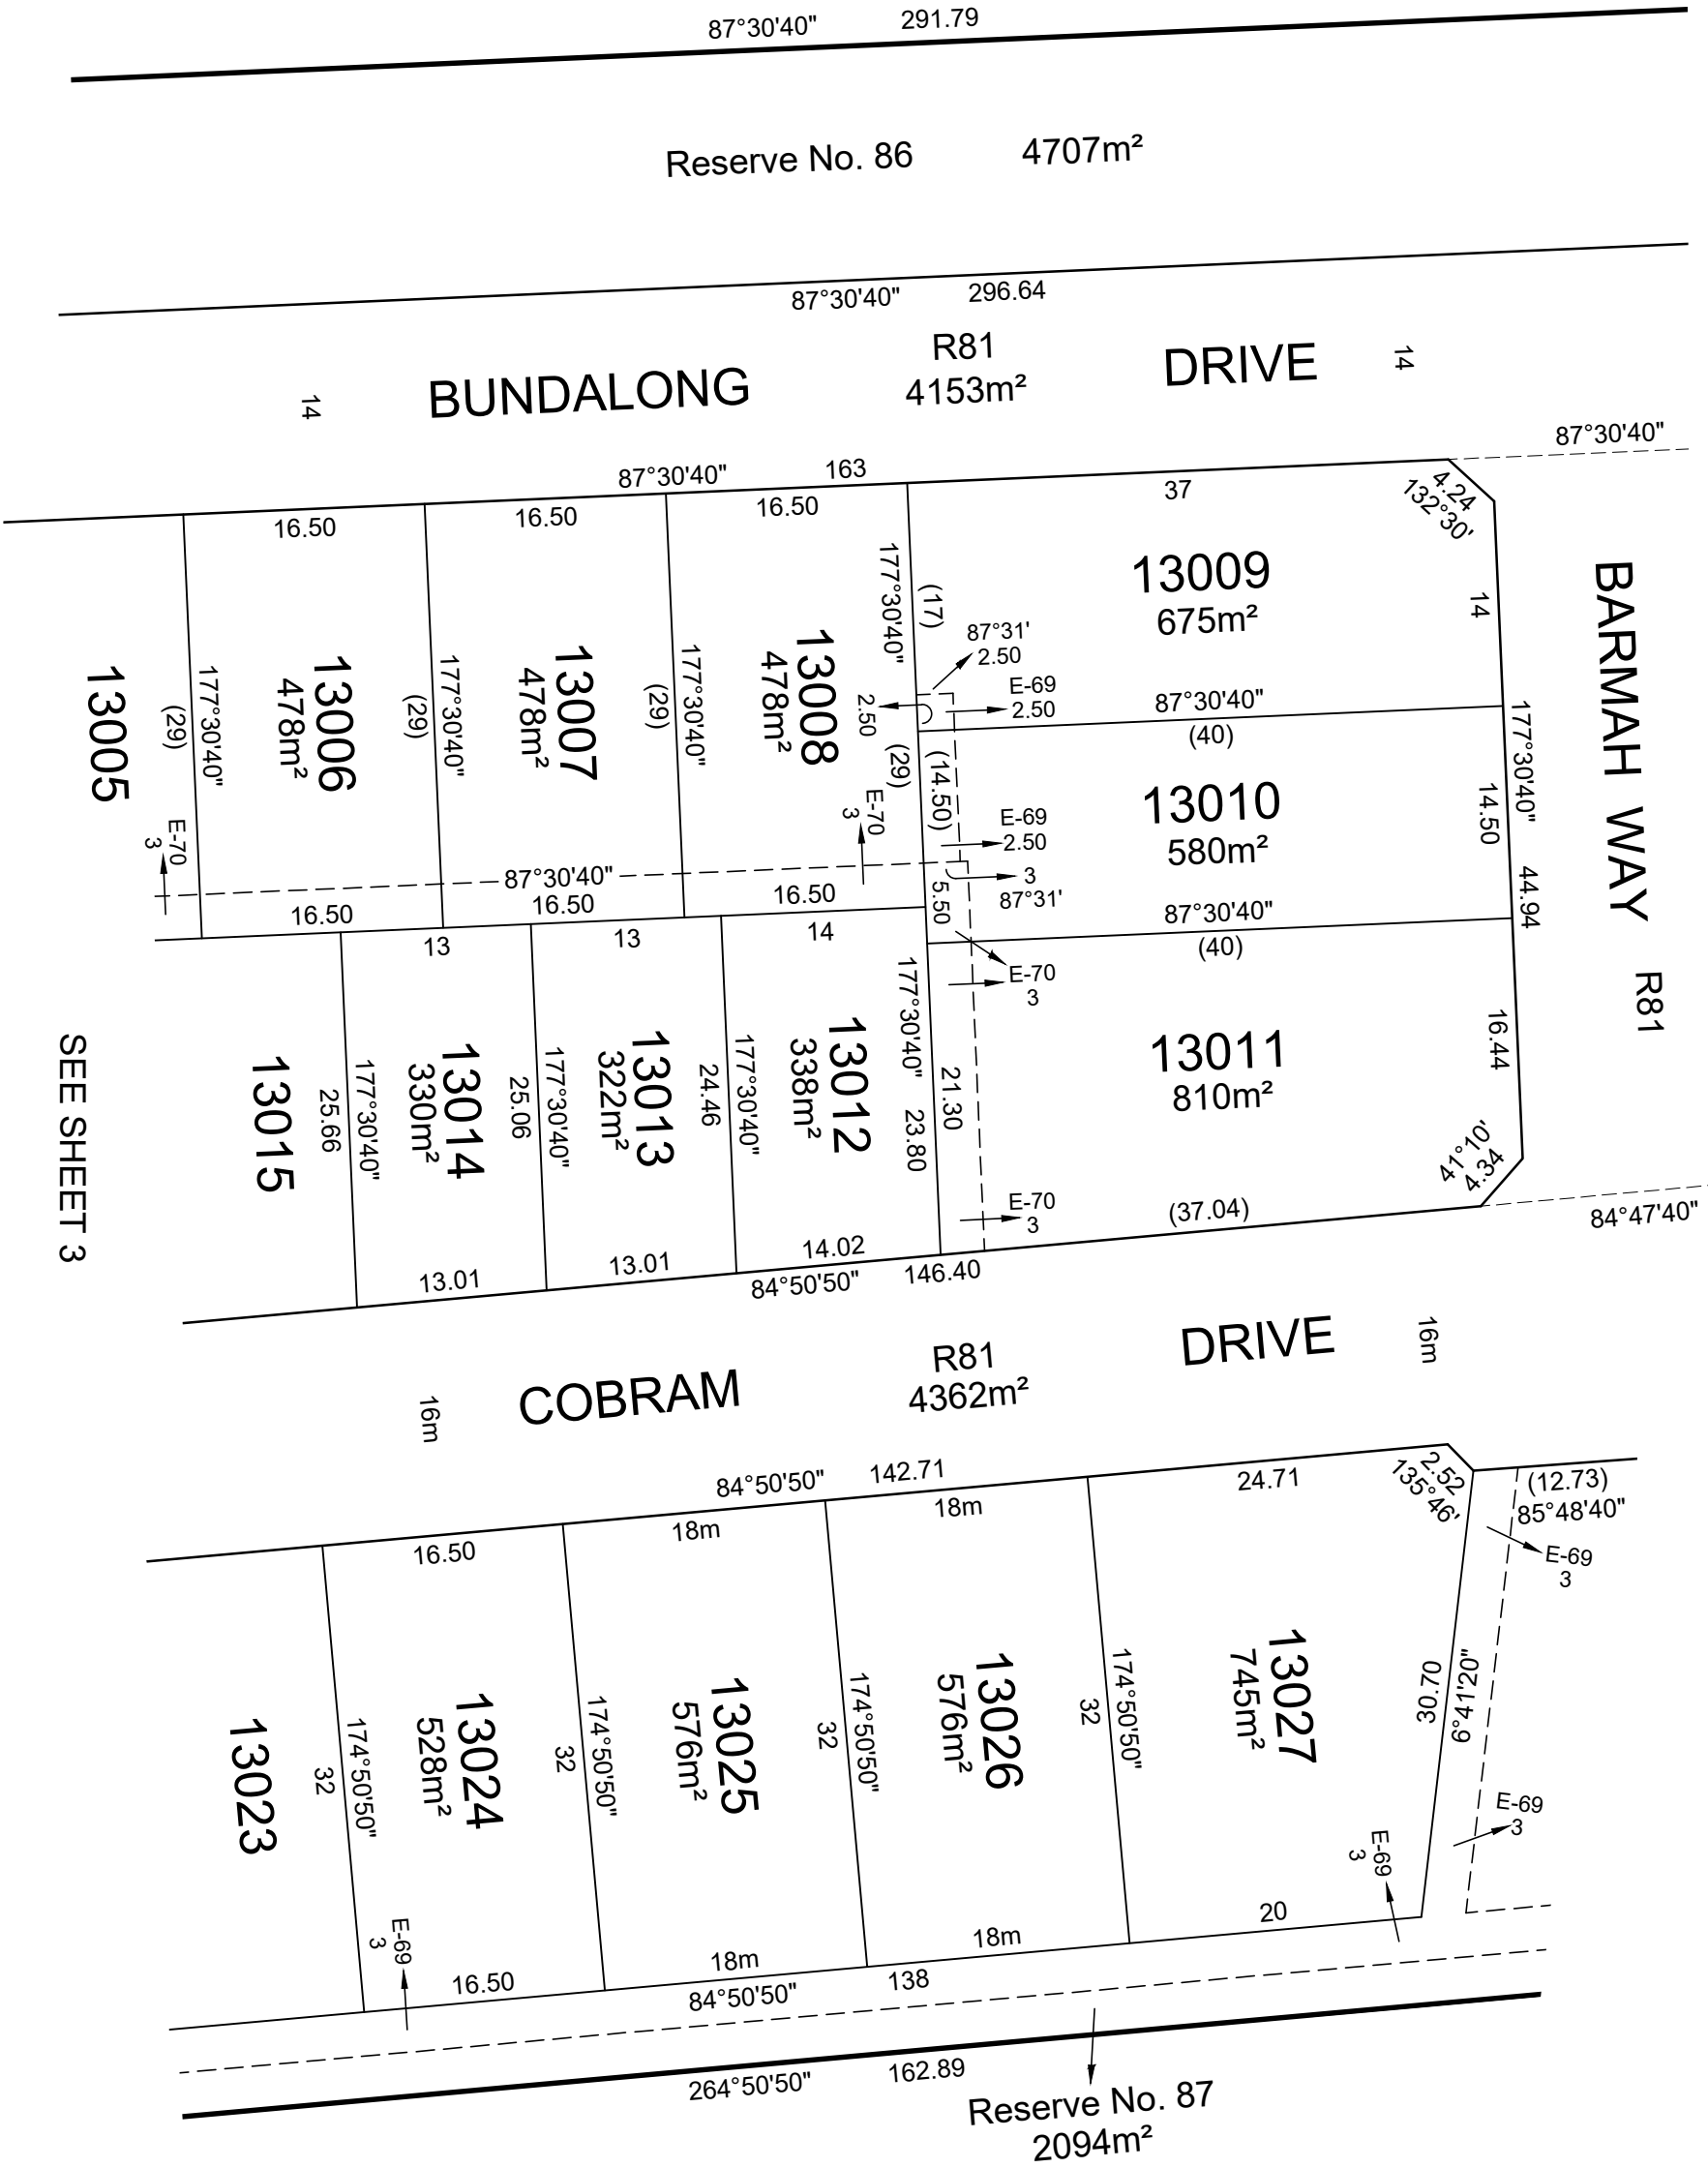 87°30'40" 291.79
Reserve No. 86 4707m²
87°30'40" 296.64
R81
BUNDALONG 4153m² DRIVE
14
14
87°30'40"
87°30'40" 163
16.50
16.50
16.50
37
4.24
132°30'
13005
(29)
177°30'40"
13006
478m²
(29)
177°30'40"
13007
478m²
(29)
177°30'40"
13008
478m²
177°30'40"
(29)
2.50
(17)
87°31'
2.50
E-69
2.50
13009
675m²
14
87°30'40"
(40)
BARMAH WAY R81
177°30'40" 44.94
(14.50)
E-69
2.50
3
87°31'
5.50
13010
580m²
14.50
87°30'40"
(40)
E-70
3
E-70
3
87°30'40"
16.50
16.50
16.50
13
13
14
SEE SHEET 3
13015
25.66
177°30'40"
13014
330m²
25.06
177°30'40"
13013
322m²
24.46
177°30'40"
13012
338m²
177°30'40" 23.80
21.30
E-70
3
13011
810m²
16.44
41°10'
4.34
E-70
3
(37.04)
84°47'40"
13.01
13.01
14.02
84°50'50" 146.40
R81
COBRAM 4362m² DRIVE
16m
16m
84°50'50" 142.71
16.50
18m
18m
24.71
2.52
135°46'
(12.73)
85°48'40"
E-69
3
13023
32
174°50'50"
13024
528m²
32
174°50'50"
13025
576m²
32
174°50'50"
13026
576m²
32
174°50'50"
13027
745m²
30.70
6°41'20"
E-69
3
E-69
3
E-69
3
16.50
18m
18m
20
84°50'50" 138
264°50'50" 162.89
Reserve No. 87
2094m²